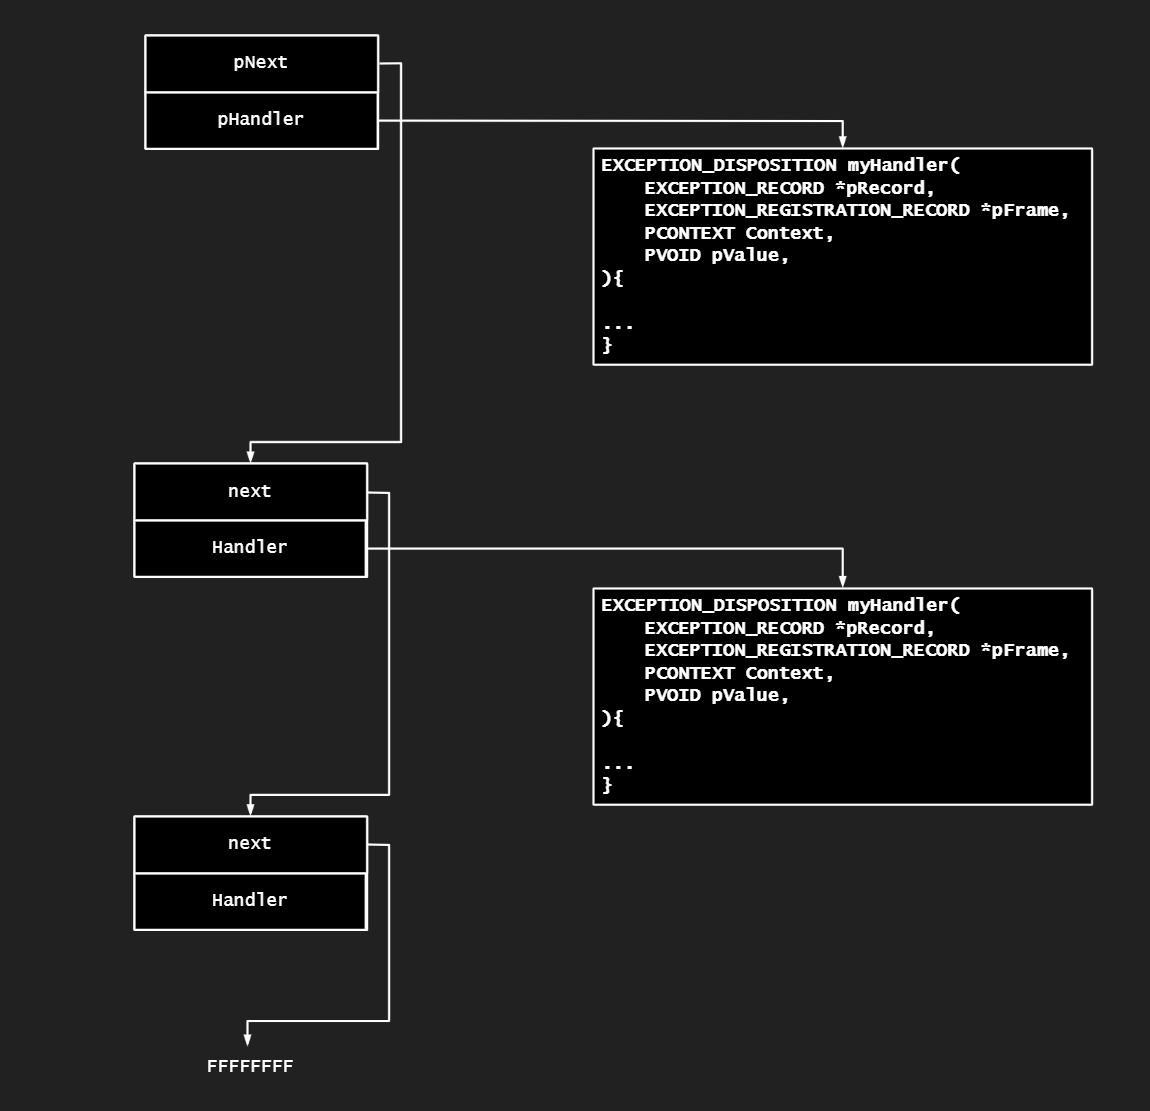 pNext
pHandler
EXCEPTION_DISPOSITION myHandler(
    EXCEPTION_RECORD *pRecord,
    EXCEPTION_REGISTRATION_RECORD *pFrame,
    PCONTEXT Context,
    PVOID pValue,
){
...
}
next
Handler
EXCEPTION_DISPOSITION myHandler(
    EXCEPTION_RECORD *pRecord,
    EXCEPTION_REGISTRATION_RECORD *pFrame,
    PCONTEXT Context,
    PVOID pValue,
){
...
}
next
Handler
FFFFFFFF